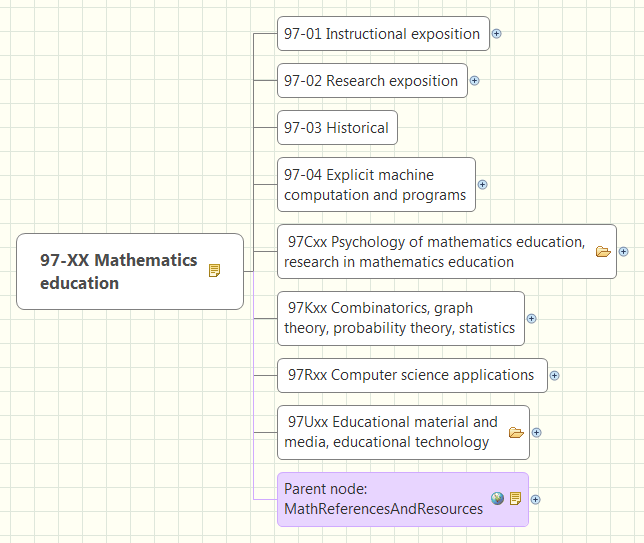 97-XX Mathematics
education
97-01 Instructional exposition
97-02 Research exposition
97-03 Historical
97-04 Explicit machine
computation and programs
97Cxx Psychology of mathematics education,
research in mathematics education
97Kxx Combinatorics, graph
theory, probability theory, statistics
97Rxx Computer science applications
97Uxx Educational material and
media, educational technology
Parent node:
MathReferencesAndResources